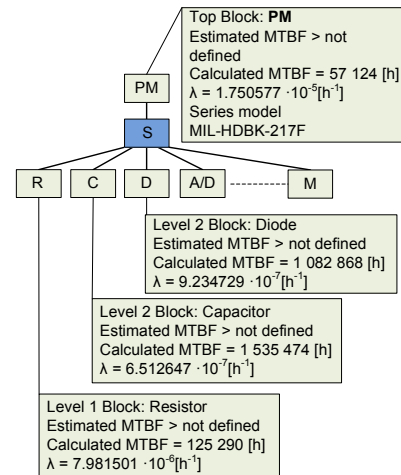 Top Block: PM
Estimated MTBF > not
defined
Calculated MTBF = 57 124 [h]
λ = 1.750577 ·10⁻⁵[h⁻¹]
Series model
MIL-HDBK-217F
PM
S
R
C
D
A/D
M
Level 2 Block: Diode
Estimated MTBF > not defined
Calculated MTBF = 1 082 868 [h]
λ = 9.234729 ·10⁻⁷[h⁻¹]
Level 2 Block: Capacitor
Estimated MTBF > not defined
Calculated MTBF = 1 535 474 [h]
λ = 6.512647 ·10⁻⁷[h⁻¹]
Level 1 Block: Resistor
Estimated MTBF > not defined
Calculated MTBF = 125 290 [h]
λ = 7.981501 ·10⁻⁶[h⁻¹]